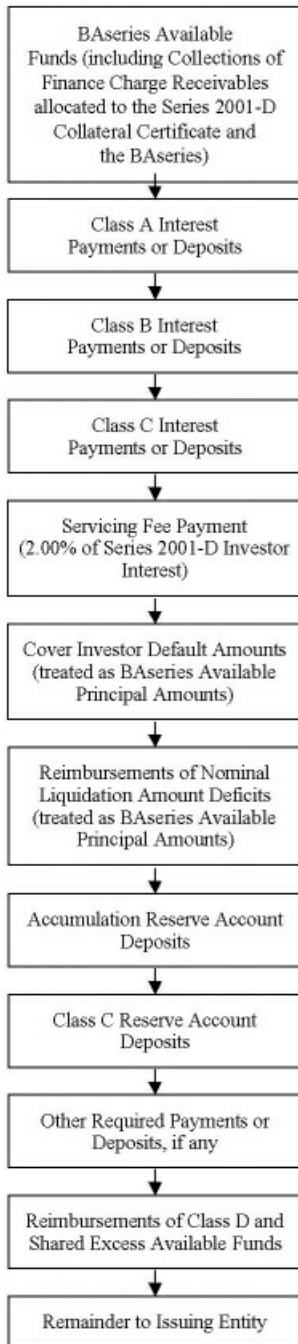 BAseries Available
Funds (including Collections of
Finance Charge Receivables
allocated to the Series 2001-D
Collateral Certificate and
the BAseries)
Class A Interest
Payments or Deposits
Class B Interest
Payments or Deposits
Class C Interest
Payments or Deposits
Servicing Fee Payment
(2.00% of Series 2001-D Investor
Interest)
Cover Investor Default Amounts
(treated as BAseries Available
Principal Amounts)
Reimbursements of Nominal
Liquidation Amount Deficits
(treated as BAseries Available
Principal Amounts)
Accumulation Reserve Account
Deposits
Class C Reserve Account
Deposits
Other Required Payments or
Deposits, if any
Reimbursements of Class D and
Shared Excess Available Funds
Remainder to Issuing Entity